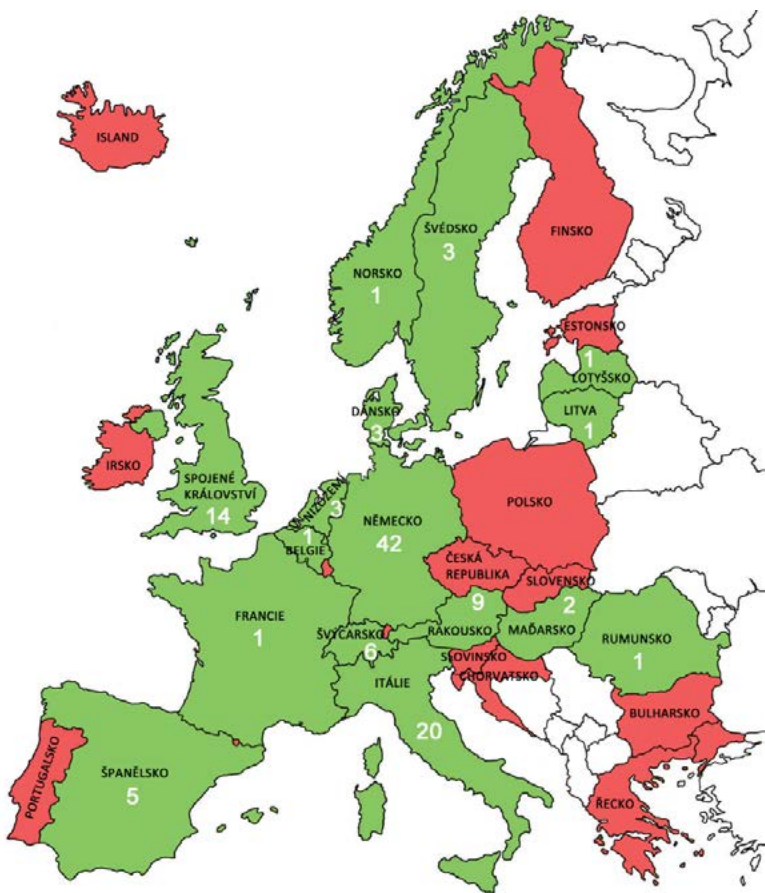 ISLAND
FINSKO
ŠVÉDSKO
3
NORSKO
1
ESTONSKO
1
LOTYŠSKO
LITVA
1
DÁNSKO
3
IRSKO
SPOJENÉ
KRÁLOVSTVÍ
14
NIZOZEMÍ
3
BELGIE
1
NĚMECKO
42
POLSKO
ČESKÁ
REPUBLIKA
SLOVENSKO
9
RAKOUSKO
2
MAĎARSKO
RUMUNSKO
1
FRANCIE
1
ŠVÝCARSKO
6
SLOVINSKO
CHORVATSKO
ITÁLIE
20
BULHARSKO
ŘECKO
PORTUGALSKO
ŠPANĚLSKO
5